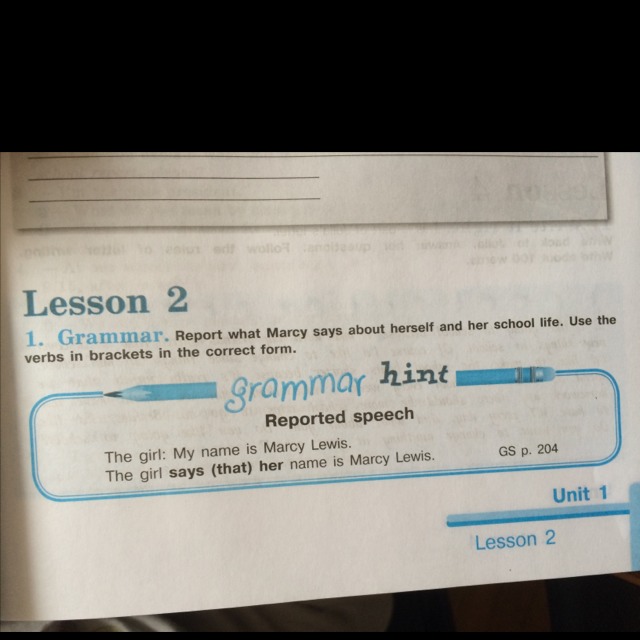 Lesson 2
1. Grammar. Report what Marcy says about herself and her school life. Use the
verbs in brackets in the correct form.
grammar hint
Reported speech
The girl: My name is Marcy Lewis.
The girl says (that) her name is Marcy Lewis.
GS p. 204
Unit 1
Lesson 2